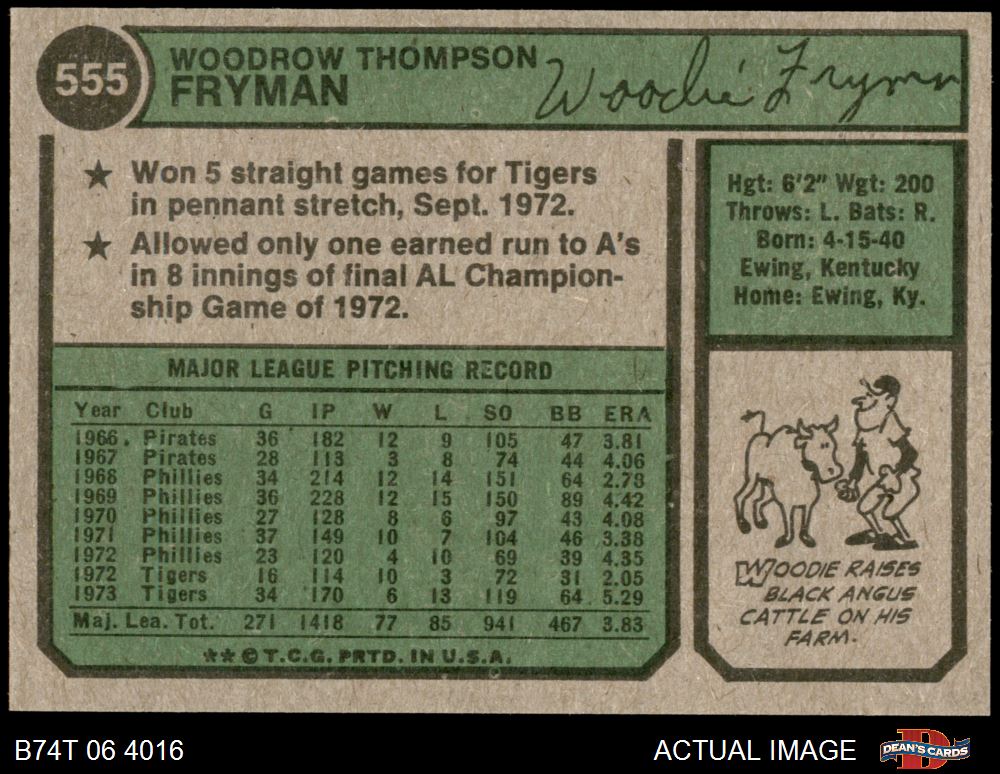 555
WOODROW THOMPSON
FRYMAN
Woodie Fryman
★ Won 5 straight games for Tigers
in pennant stretch, Sept. 1972.
★ Allowed only one earned run to A's
in 8 innings of final AL Champion-
ship Game of 1972.
Hgt: 6'2" Wgt: 200
Throws: L. Bats: R.
Born: 4-15-40
Ewing, Kentucky
Home: Ewing, Ky.
MAJOR LEAGUE PITCHING RECORD
Year Club G IP W L SO BB ERA
1966 Pirates 36 182 12 9 105 47 3.81
1967 Pirates 28 113 3 8 74 44 4.06
1968 Phillies 34 214 12 14 151 64 2.78
1969 Phillies 36 228 12 15 150 89 4.42
1970 Phillies 27 128 8 6 97 43 4.08
1971 Phillies 37 149 10 7 104 46 3.38
1972 Phillies 23 120 4 10 69 39 4.35
1972 Tigers 16 114 10 3 72 31 2.05
1973 Tigers 34 170 6 13 119 64 5.29
Maj. Lea. Tot. 271 1418 77 85 941 467 3.83
★★ © T.C.G. PRTD. IN U.S.A.
WOODIE RAISES
BLACK ANGUS
CATTLE ON HIS
FARM.
B74T 06 4016
ACTUAL IMAGE
DEAN'S CARDS